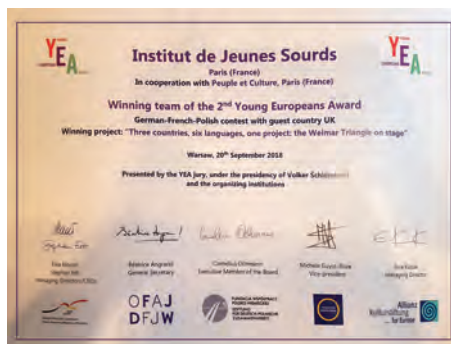 YEA
YEA
Institut de Jeunes Sourds
Paris (France)
In cooperation with Peuple et Culture, Paris (France)
Winning team of the 2nd Young Europeans Award
German-French-Polish contest with guest country UK
Winning project: "Three countries, six languages, one project: the Weimar Triangle on stage"
Warsaw, 20th September 2018
Presented by the YEA jury, under the presidency of Volker
and the organizing institutions
Béatrice Angrand
General Secretary
Cornelius Ochmann
Executive Member of the Board
Vice-president
Managing Director
OFAJ
DFJW
Allianz
Kulturstiftung
for Europe